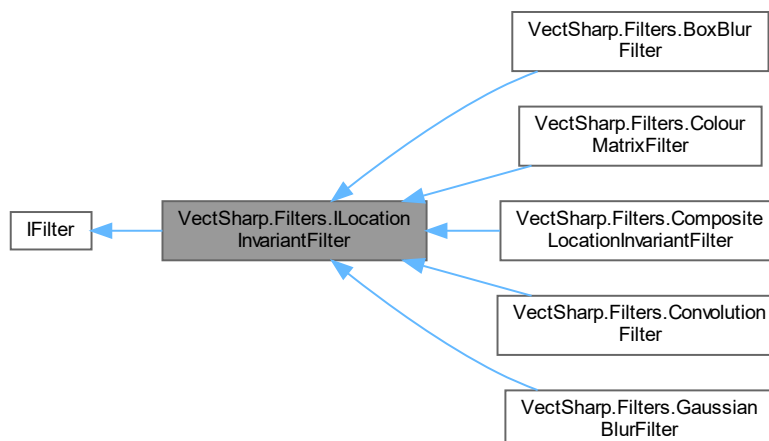 VectSharp.Filters.BoxBlur
Filter
VectSharp.Filters.Colour
MatrixFilter
IFilter
VectSharp.Filters.ILocation
InvariantFilter
VectSharp.Filters.Composite
LocationInvariantFilter
VectSharp.Filters.Convolution
Filter
VectSharp.Filters.Gaussian
BlurFilter